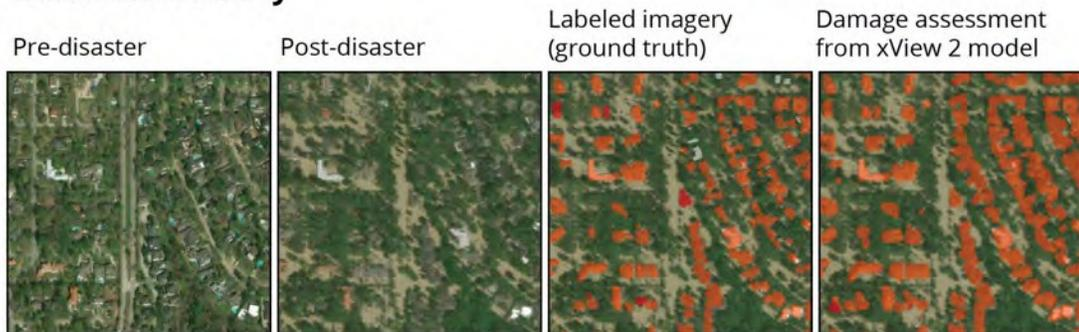 Pre-disaster
Post-disaster
Labeled imagery
(ground truth)
Damage assessment
from xView 2 model